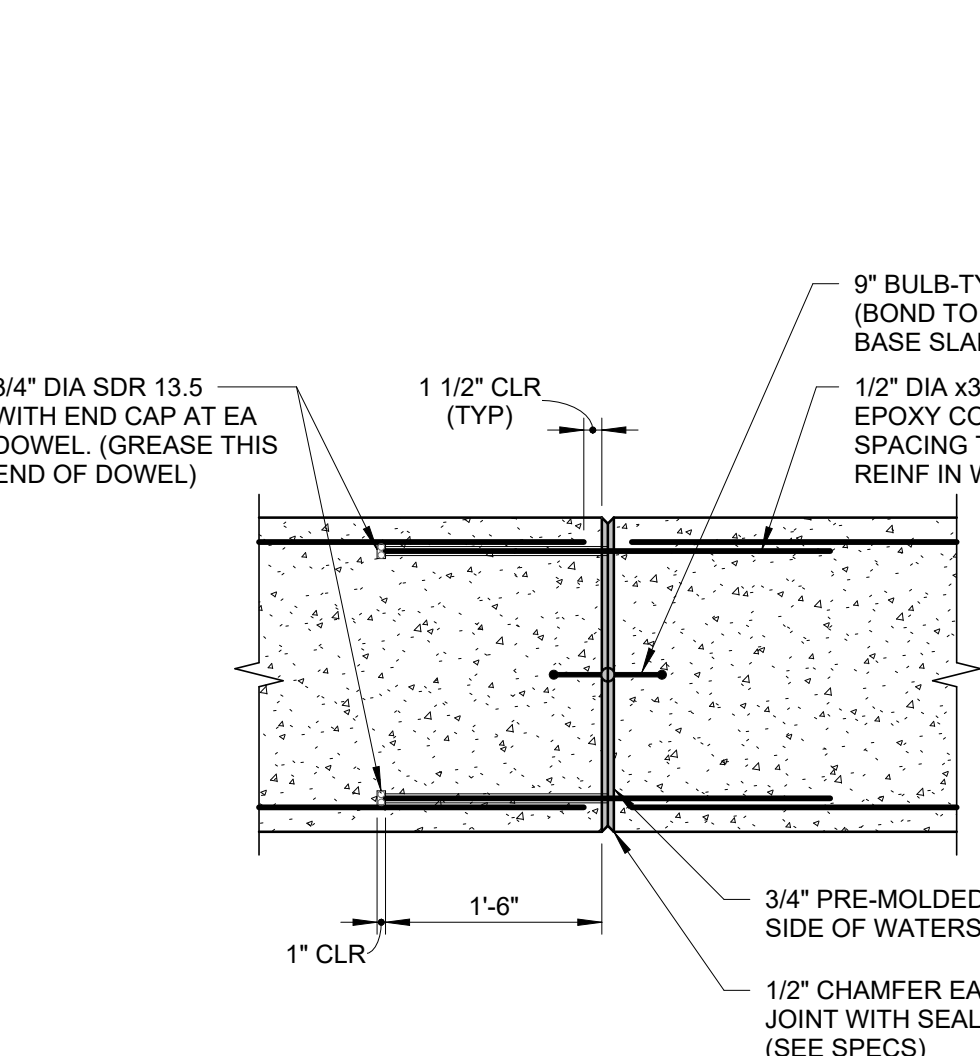 9" BULB-TY
(BOND TO
BASE SLA
3/4" DIA SDR 13.5
WITH END CAP AT EA
DOWEL. (GREASE THIS
END OF DOWEL)
1 1/2" CLR
(TYP)
1/2" DIA x3
EPOXY CO
SPACING T
REINF IN W
1'-6"
1" CLR
3/4" PRE-MOLDED
SIDE OF WATERS
1/2" CHAMFER EA
JOINT WITH SEAL
(SEE SPECS)